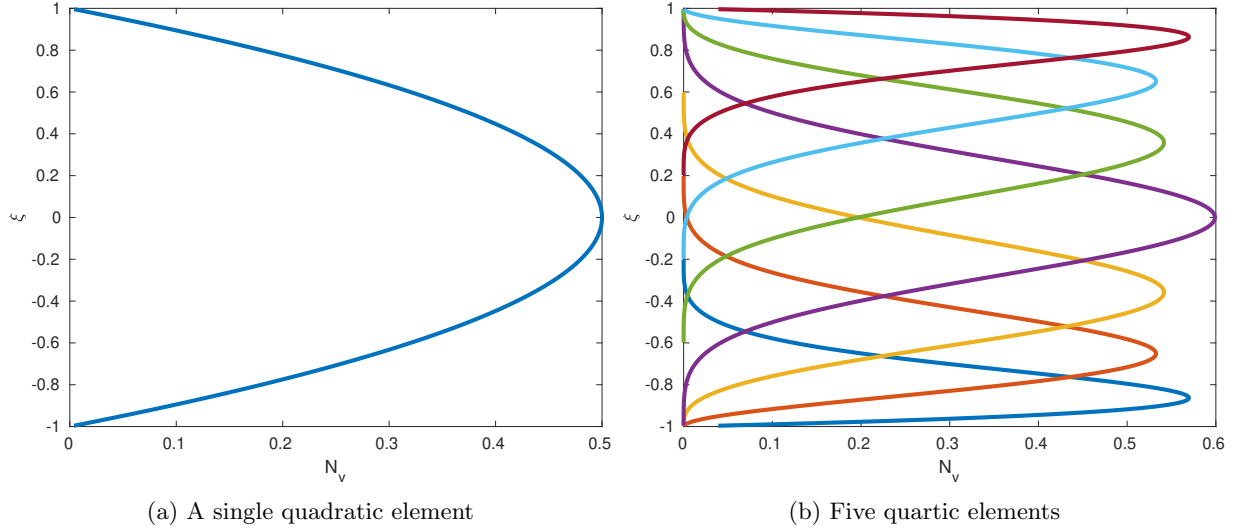 1
0.8
0.6
0.4
0.2
0
-0.2
-0.4
-0.6
-0.8
-1
ξ
0 0.1 0.2 0.3 0.4 0.5
N_v
(a) A single quadratic element
1
0.8
0.6
0.4
0.2
0
-0.2
-0.4
-0.6
-0.8
-1
ξ
0 0.1 0.2 0.3 0.4 0.5 0.6
N_v
(b) Five quartic elements